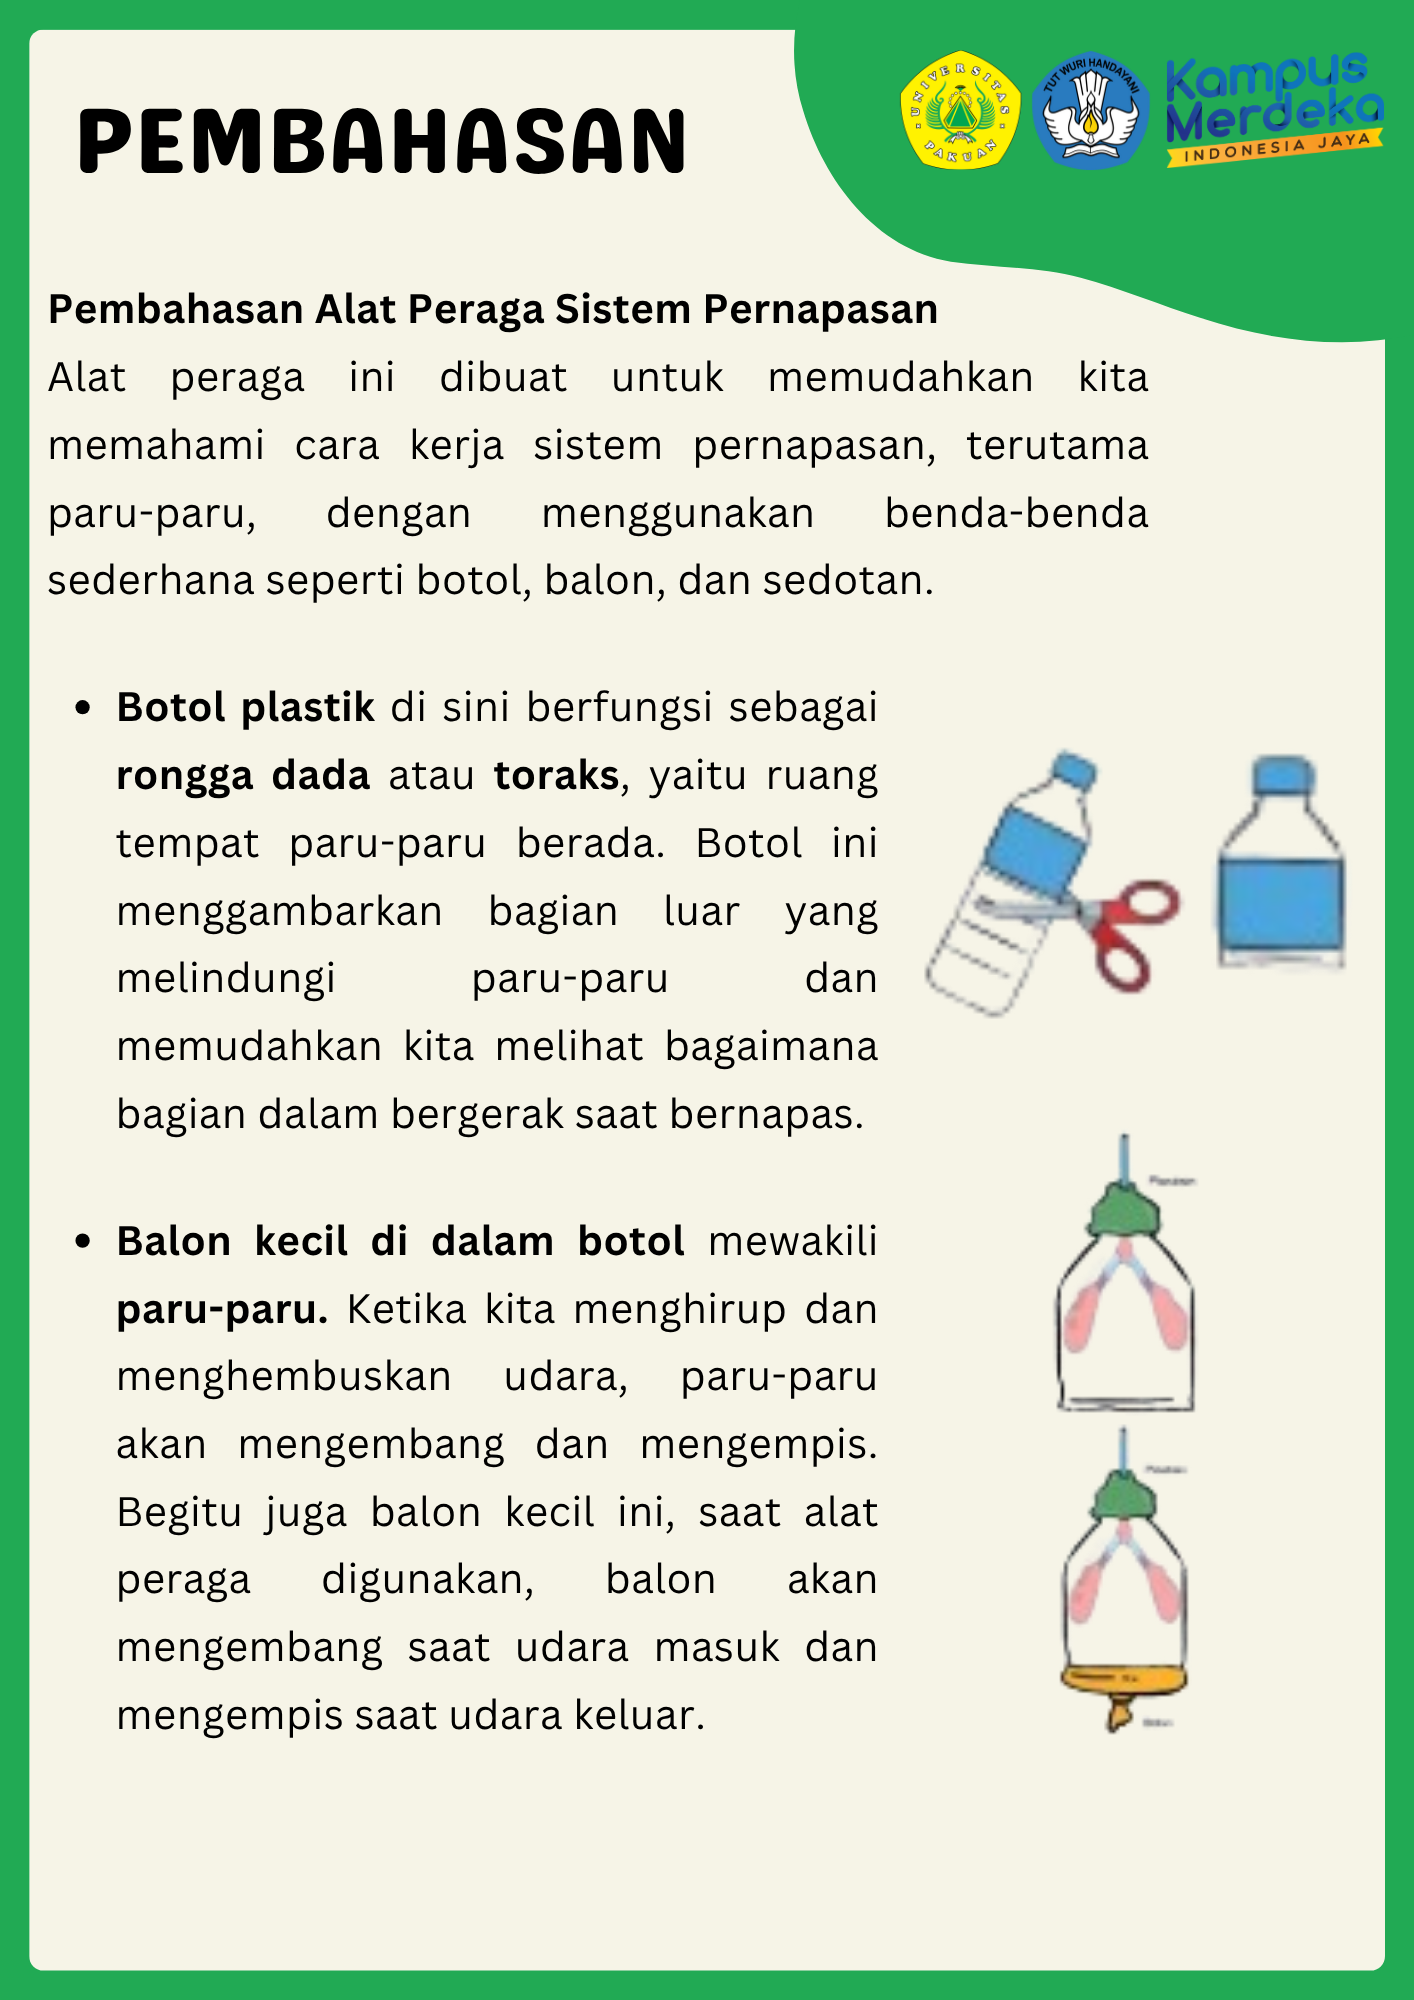 UNIVERSITAS
PAKUAN
TUT WURI HANDAYANI
Kampus
Merdeka
INDONESIA JAYA
PEMBAHASAN
Pembahasan Alat Peraga Sistem Pernapasan
Alat peraga ini dibuat untuk memudahkan kita
memahami cara kerja sistem pernapasan, terutama
paru-paru, dengan menggunakan benda-benda
sederhana seperti botol, balon, dan sedotan.
• Botol plastik di sini berfungsi sebagai
rongga dada atau toraks, yaitu ruang
tempat paru-paru berada. Botol ini
menggambarkan bagian luar yang
melindungi paru-paru dan
memudahkan kita melihat bagaimana
bagian dalam bergerak saat bernapas.
• Balon kecil di dalam botol mewakili
paru-paru. Ketika kita menghirup dan
menghembuskan udara, paru-paru
akan mengembang dan mengempis.
Begitu juga balon kecil ini, saat alat
peraga digunakan, balon akan
mengembang saat udara masuk dan
mengempis saat udara keluar.